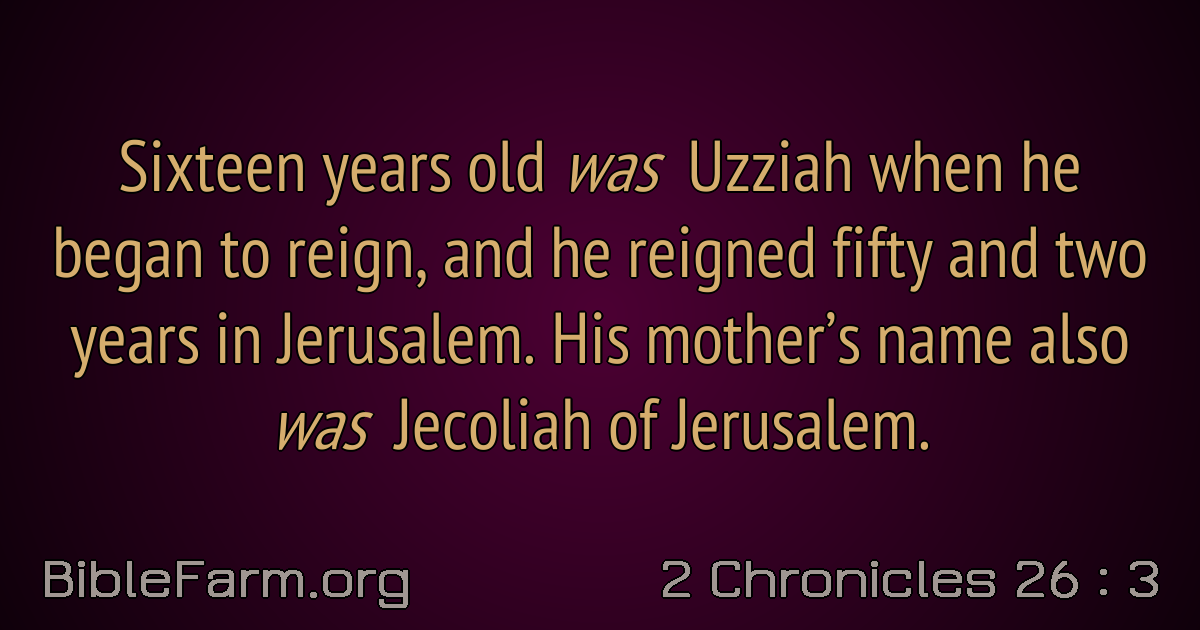 Sixteen years old was Uzziah when he
began to reign, and he reigned fifty and two
years in Jerusalem. His mother’s name also
was Jecoliah of Jerusalem.
BibleFarm.org
2 Chronicles 26 : 3